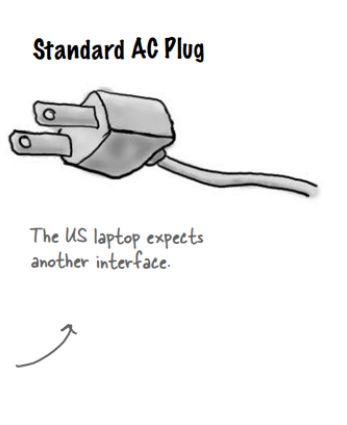 Standard AC Plug
The US laptop expects
another interface.